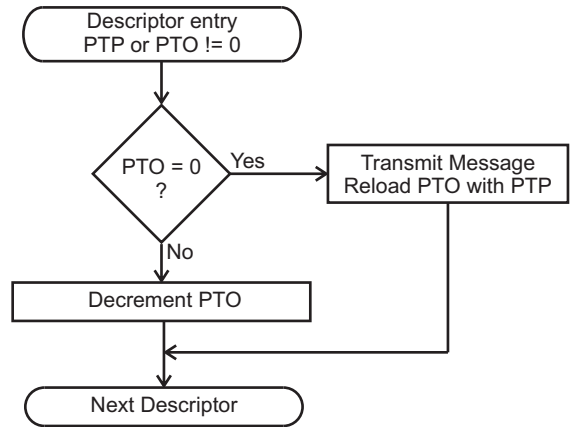 Descriptor entry
PTP or PTO != 0
PTO = 0
?
Yes
Transmit Message
Reload PTO with PTP
No
Decrement PTO
Next Descriptor